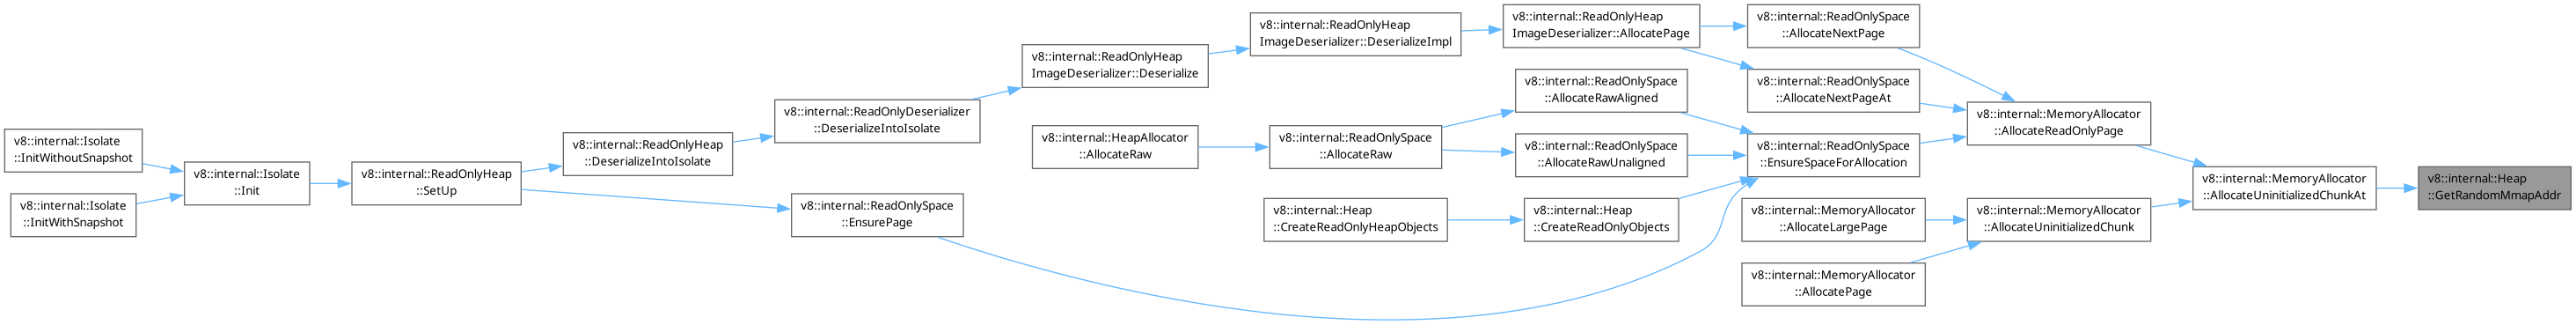 v8::internal::Isolate
::InitWithoutSnapshot
v8::internal::Isolate
::InitWithSnapshot
v8::internal::Isolate
::Init
v8::internal::ReadOnlyHeap
::SetUp
v8::internal::ReadOnlyHeap
::DeserializeIntoIsolate
v8::internal::ReadOnlySpace
::EnsurePage
v8::internal::ReadOnlyDeserializer
::DeserializeIntoIsolate
v8::internal::ReadOnlyHeap
ImageDeserializer::Deserialize
v8::internal::HeapAllocator
::AllocateRaw
v8::internal::ReadOnlyHeap
ImageDeserializer::DeserializeImpl
v8::internal::ReadOnlySpace
::AllocateRaw
v8::internal::Heap
::CreateReadOnlyHeapObjects
v8::internal::ReadOnlyHeap
ImageDeserializer::AllocatePage
v8::internal::ReadOnlySpace
::AllocateRawAligned
v8::internal::ReadOnlySpace
::AllocateRawUnaligned
v8::internal::Heap
::CreateReadOnlyObjects
v8::internal::ReadOnlySpace
::AllocateNextPage
v8::internal::ReadOnlySpace
::AllocateNextPageAt
v8::internal::ReadOnlySpace
::EnsureSpaceForAllocation
v8::internal::MemoryAllocator
::AllocateLargePage
v8::internal::MemoryAllocator
::AllocatePage
v8::internal::MemoryAllocator
::AllocateReadOnlyPage
v8::internal::MemoryAllocator
::AllocateUninitializedChunk
v8::internal::MemoryAllocator
::AllocateUninitializedChunkAt
v8::internal::Heap
::GetRandomMmapAddr